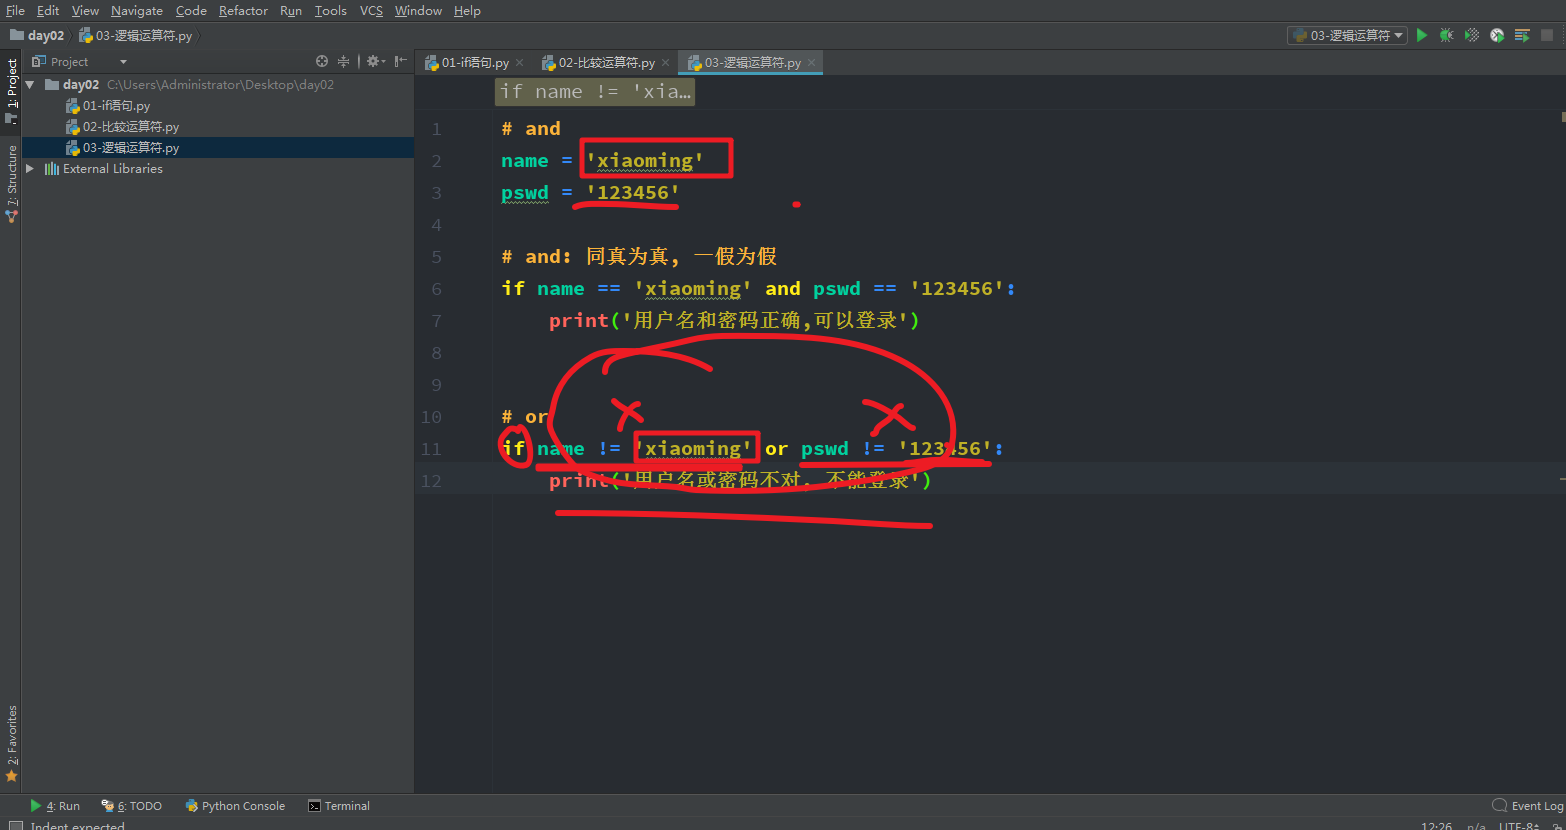 File Edit View Navigate Code Refactor Run Tools VCS Window Help
day02 03-逻辑运算符.py 03-逻辑运算符
1: Project
7: Structure
2: Favorites
Project
day02 C:\Users\Administrator\Desktop\day02
01-if语句.py
02-比较运算符.py
03-逻辑运算符.py
External Libraries
01-if语句.py 02-比较运算符.py 03-逻辑运算符.py
if name != 'xia…
1 # and
2 name = 'xiaoming'
3 pswd = '123456'
4
5 # and: 同真为真, 一假为假
6 if name == 'xiaoming' and pswd == '123456':
7 print('用户名和密码正确,可以登录')
8
9
10 # or
11 if name != 'xiaoming' or pswd != '123456':
12 print('用户名或密码不对, 不能登录')
4: Run 6: TODO Python Console Terminal Event Log
Indent expected 12:26 n/a UTF-8